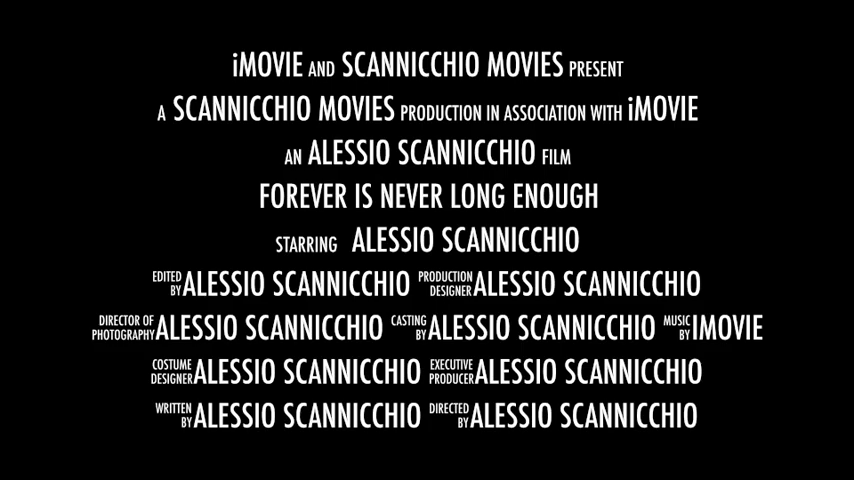 iMOVIE AND SCANNICCHIO MOVIES PRESENT
A SCANNICCHIO MOVIES PRODUCTION IN ASSOCIATION WITH iMOVIE
AN ALESSIO SCANNICCHIO FILM
FOREVER IS NEVER LONG ENOUGH
STARRING ALESSIO SCANNICCHIO
EDITED BY ALESSIO SCANNICCHIO PRODUCTION DESIGNER ALESSIO SCANNICCHIO
DIRECTOR OF PHOTOGRAPHY ALESSIO SCANNICCHIO CASTING BY ALESSIO SCANNICCHIO MUSIC BY IMOVIE
COSTUME DESIGNER ALESSIO SCANNICCHIO EXECUTIVE PRODUCER ALESSIO SCANNICCHIO
WRITTEN BY ALESSIO SCANNICCHIO DIRECTED BY ALESSIO SCANNICCHIO